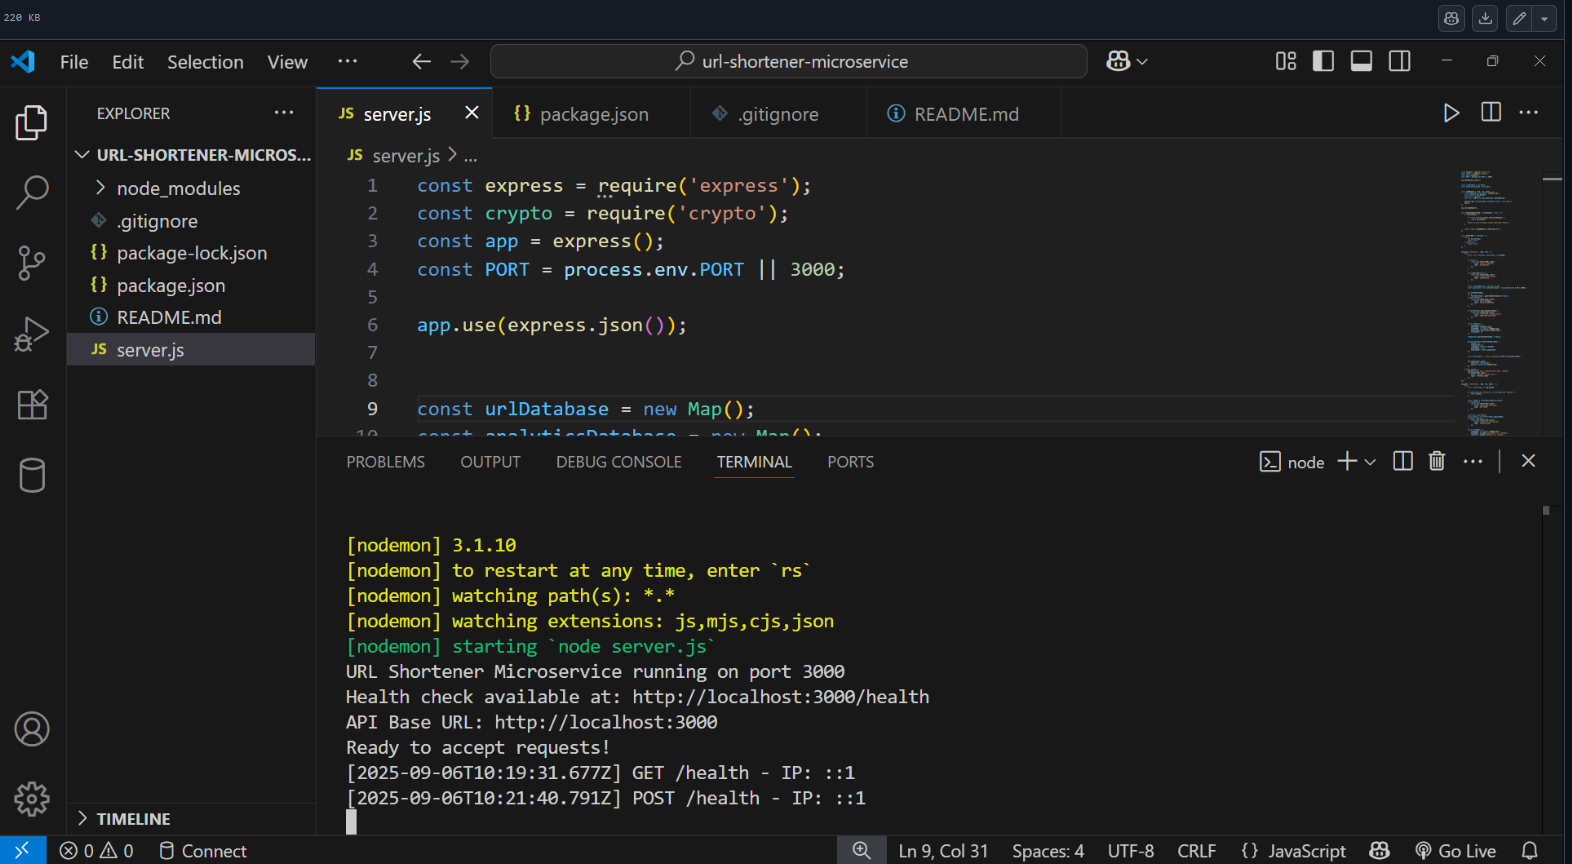 220 KB
File Edit Selection View ···
url-shortener-microservice
EXPLORER ···
URL-SHORTENER-MICROS...
node_modules
.gitignore
{} package-lock.json
{} package.json
README.md
JS server.js
TIMELINE
JS server.js
{} package.json
.gitignore
README.md
JS server.js > ...
1 const express = require('express');
2 const crypto = require('crypto');
3 const app = express();
4 const PORT = process.env.PORT || 3000;
5
6 app.use(express.json());
7
8
9 const urlDatabase = new Map();
10 const analyticsDatabase = new Map();
PROBLEMS OUTPUT DEBUG CONSOLE TERMINAL PORTS
node
[nodemon] 3.1.10
[nodemon] to restart at any time, enter `rs`
[nodemon] watching path(s): *.*
[nodemon] watching extensions: js,mjs,cjs,json
[nodemon] starting `node server.js`
URL Shortener Microservice running on port 3000
Health check available at: http://localhost:3000/health
API Base URL: http://localhost:3000
Ready to accept requests!
[2025-09-06T10:19:31.677Z] GET /health - IP: ::1
[2025-09-06T10:21:40.791Z] POST /health - IP: ::1
0 0 Connect
Ln 9, Col 31 Spaces: 4 UTF-8 CRLF {} JavaScript Go Live